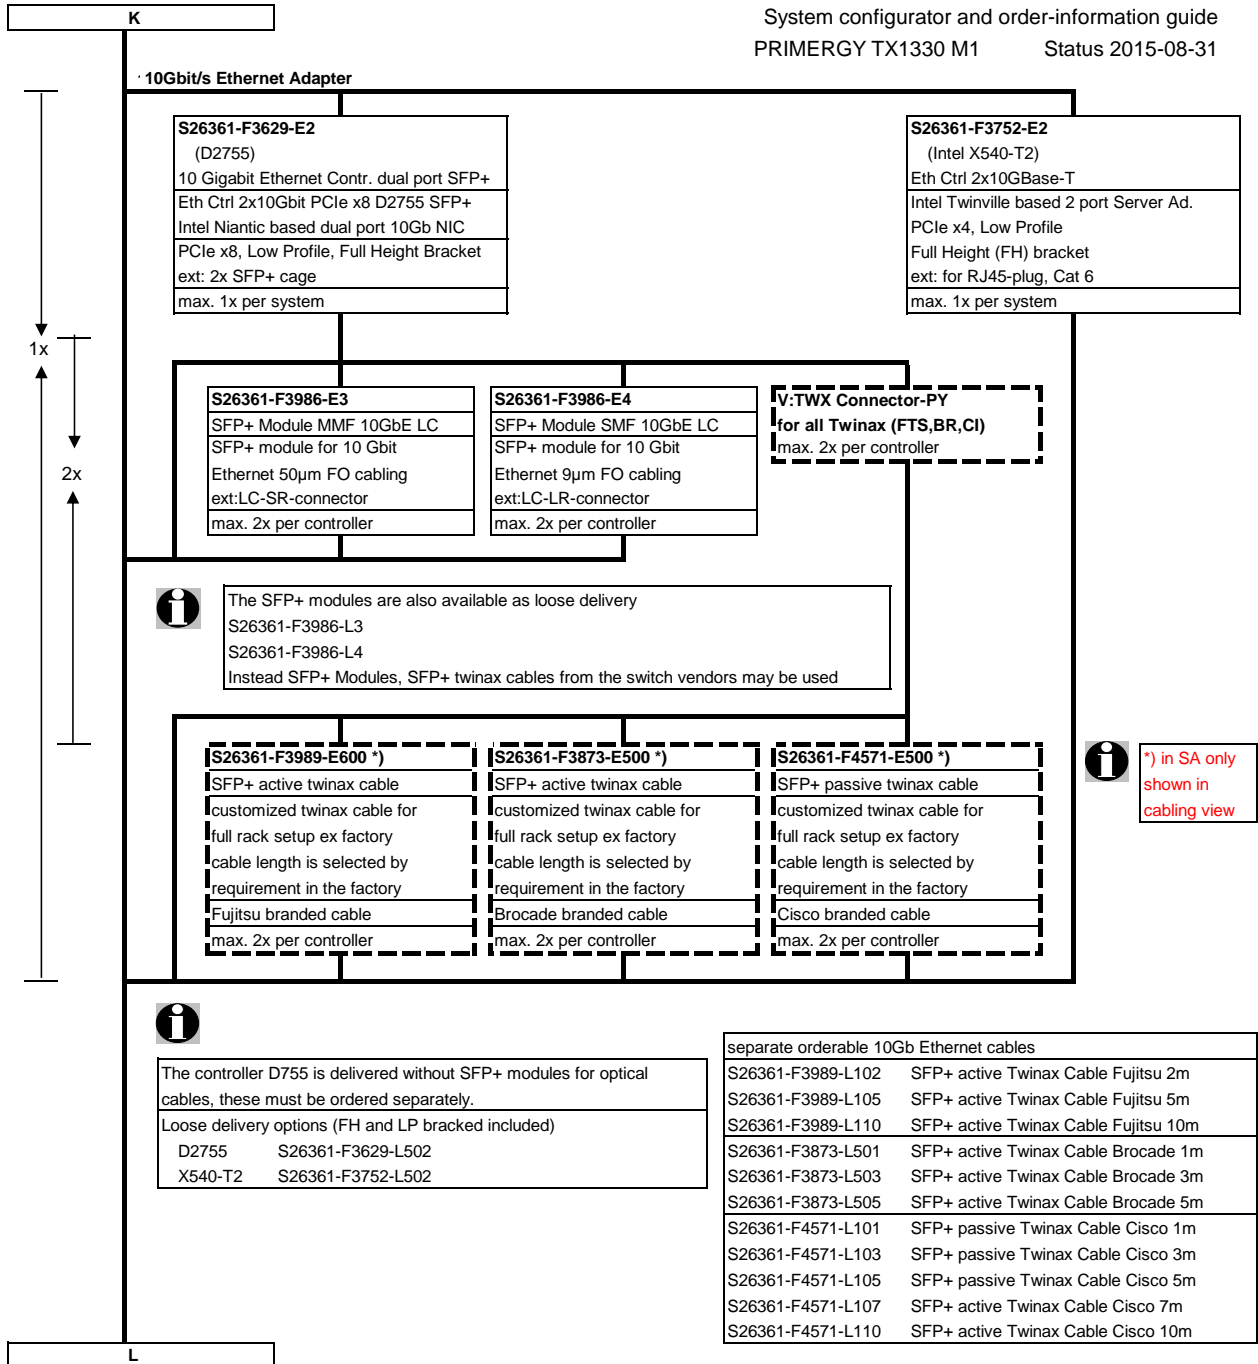 K
System configurator and order-information guide
PRIMERGY TX1330 M1 Status 2015-08-31
10Gbit/s Ethernet Adapter
S26361-F3629-E2
(D2755)
10 Gigabit Ethernet Contr. dual port SFP+
Eth Ctrl 2x10Gbit PCIe x8 D2755 SFP+
Intel Niantic based dual port 10Gb NIC
PCIe x8, Low Profile, Full Height Bracket
ext: 2x SFP+ cage
max. 1x per system
S26361-F3752-E2
(Intel X540-T2)
Eth Ctrl 2x10GBase-T
Intel Twinville based 2 port Server Ad.
PCIe x4, Low Profile
Full Height (FH) bracket
ext: for RJ45-plug, Cat 6
max. 1x per system
1x
2x
S26361-F3986-E3
SFP+ Module MMF 10GbE LC
SFP+ module for 10 Gbit
Ethernet 50µm FO cabling
ext:LC-SR-connector
max. 2x per controller
S26361-F3986-E4
SFP+ Module SMF 10GbE LC
SFP+ module for 10 Gbit
Ethernet 9µm FO cabling
ext:LC-LR-connector
max. 2x per controller
V:TWX Connector-PY
for all Twinax (FTS,BR,CI)
max. 2x per controller
The SFP+ modules are also available as loose delivery
S26361-F3986-L3
S26361-F3986-L4
Instead SFP+ Modules, SFP+ twinax cables from the switch vendors may be used
S26361-F3989-E600 *)
SFP+ active twinax cable
customized twinax cable for
full rack setup ex factory
cable length is selected by
requirement in the factory
Fujitsu branded cable
max. 2x per controller
S26361-F3873-E500 *)
SFP+ active twinax cable
customized twinax cable for
full rack setup ex factory
cable length is selected by
requirement in the factory
Brocade branded cable
max. 2x per controller
S26361-F4571-E500 *)
SFP+ passive twinax cable
customized twinax cable for
full rack setup ex factory
cable length is selected by
requirement in the factory
Cisco branded cable
max. 2x per controller
*) in SA only
shown in
cabling view
The controller D755 is delivered without SFP+ modules for optical
cables, these must be ordered separately.
Loose delivery options (FH and LP bracked included)
D2755 S26361-F3629-L502
X540-T2 S26361-F3752-L502
separate orderable 10Gb Ethernet cables
S26361-F3989-L102 SFP+ active Twinax Cable Fujitsu 2m
S26361-F3989-L105 SFP+ active Twinax Cable Fujitsu 5m
S26361-F3989-L110 SFP+ active Twinax Cable Fujitsu 10m
S26361-F3873-L501 SFP+ active Twinax Cable Brocade 1m
S26361-F3873-L503 SFP+ active Twinax Cable Brocade 3m
S26361-F3873-L505 SFP+ active Twinax Cable Brocade 5m
S26361-F4571-L101 SFP+ passive Twinax Cable Cisco 1m
S26361-F4571-L103 SFP+ passive Twinax Cable Cisco 3m
S26361-F4571-L105 SFP+ passive Twinax Cable Cisco 5m
S26361-F4571-L107 SFP+ active Twinax Cable Cisco 7m
S26361-F4571-L110 SFP+ active Twinax Cable Cisco 10m
L